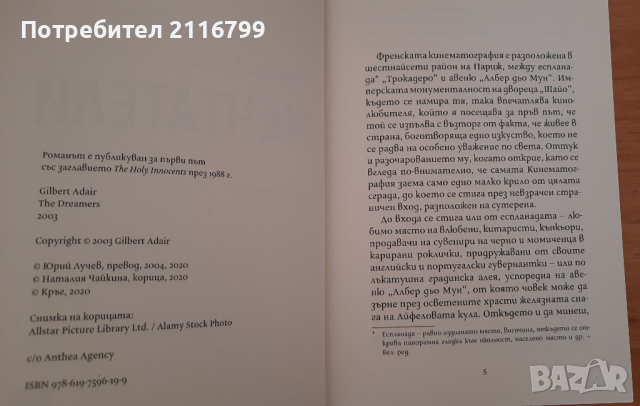 Потребител 2116799
Романът е публикуван за първи път
със заглавието The Holy Innocents през 1988 г.
Gilbert Adair
The Dreamers
2003
Copyright © 2003 Gilbert Adair
© Юрий Лучев, превод, 2004, 2020
© Наталия Чайкина, корица, 2020
© Кръг, 2020
Снимка на корицата:
Allstar Picture Library Ltd. / Alamy Stock Photo
c/o Anthea Agency
ISBN 978-619-7596-19-9
Френската кинематография е разположена в
шестнайсети район на Париж, между еспланада* „Трокадеро“ и авеню „Албер дьо Мун“. Им-
перската монументалност на двореца „Шайо“,
където се намира тя, така впечатлява кино-
любителя, който я посещава за пръв път, че
той се изпълва с възторг от факта, че живее в
страна, боготворяща едно изкуство, което не
се радва на особено уважение по света. Оттук
и разочарованието му, когато открие, като се
вгледа по-внимателно, че самата Кинематог-
рафия заема само едно малко крило от цялата
сграда, до което се стига през невзрачен стра-
ничен вход, разположен на сутерена.
До входа се стига или от еспланадата – лю-
бимо място на влюбени, китаристи, кънкьори,
продавачи на сувенири на черно и момиченца в
карирани роклички, придружавани от своите
английски и португалски гувернантки – или по
лъкатушна градинска алея, успоредна на аве-
ню „Албер дьо Мун“, от която човек може да
зърне през осветените храсти желязната сна-
га на Айфеловата кула. Откъдето и да минеш,
* Еспланада – равно издигнато място, височина, откъдето се от-
крива панорамна гледка към околност, населено място и др. –
Бел. ред.
5
BAZAR